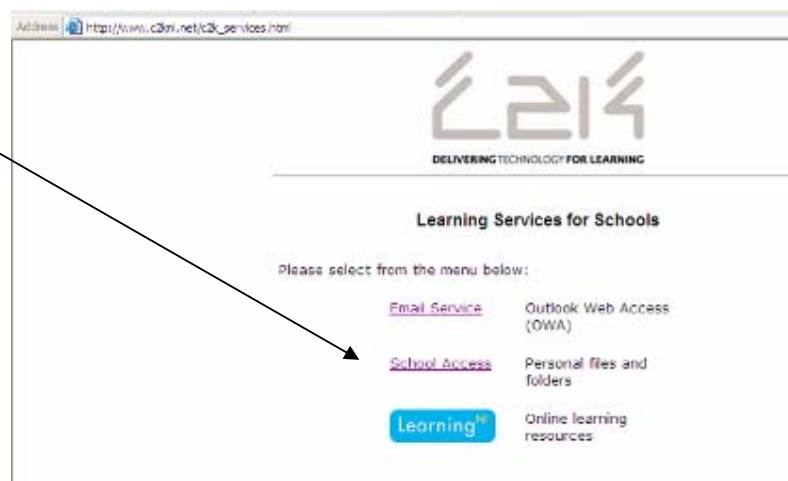 Address http://www.c2kni.net/c2k_services.html
C2K
DELIVERING TECHNOLOGY FOR LEARNING
Learning Services for Schools
Please select from the menu below:
Email Service Outlook Web Access
(OWA)
School Access Personal files and
folders
LearningNI Online learning
resources